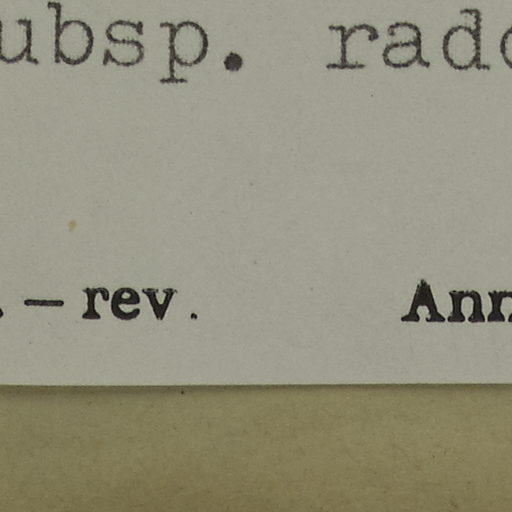 ubsp. rad
. — rev. Ann